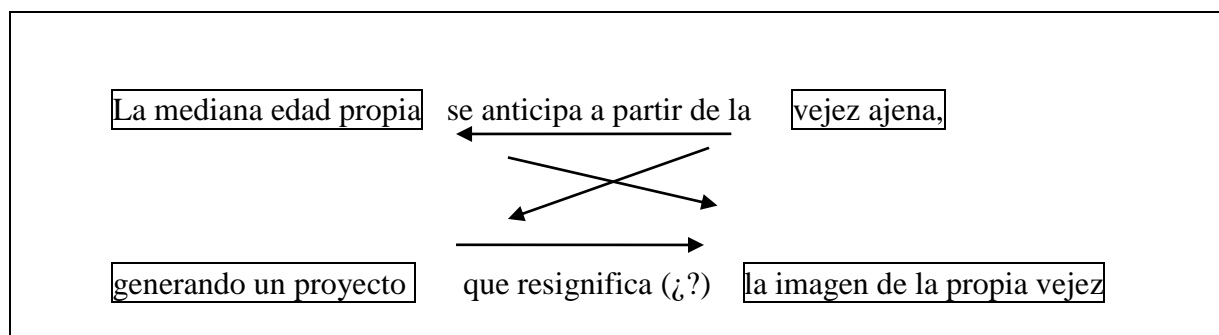 La mediana edad propia se anticipa a partir de la vejez ajena,
generando un proyecto que resignifica (¿?) la imagen de la propia vejez